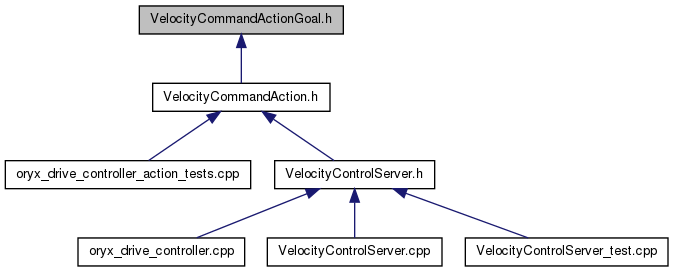 VelocityCommandActionGoal.h
VelocityCommandAction.h
oryx_drive_controller_action_tests.cpp
VelocityControlServer.h
oryx_drive_controller.cpp
VelocityControlServer.cpp
VelocityControlServer_test.cpp